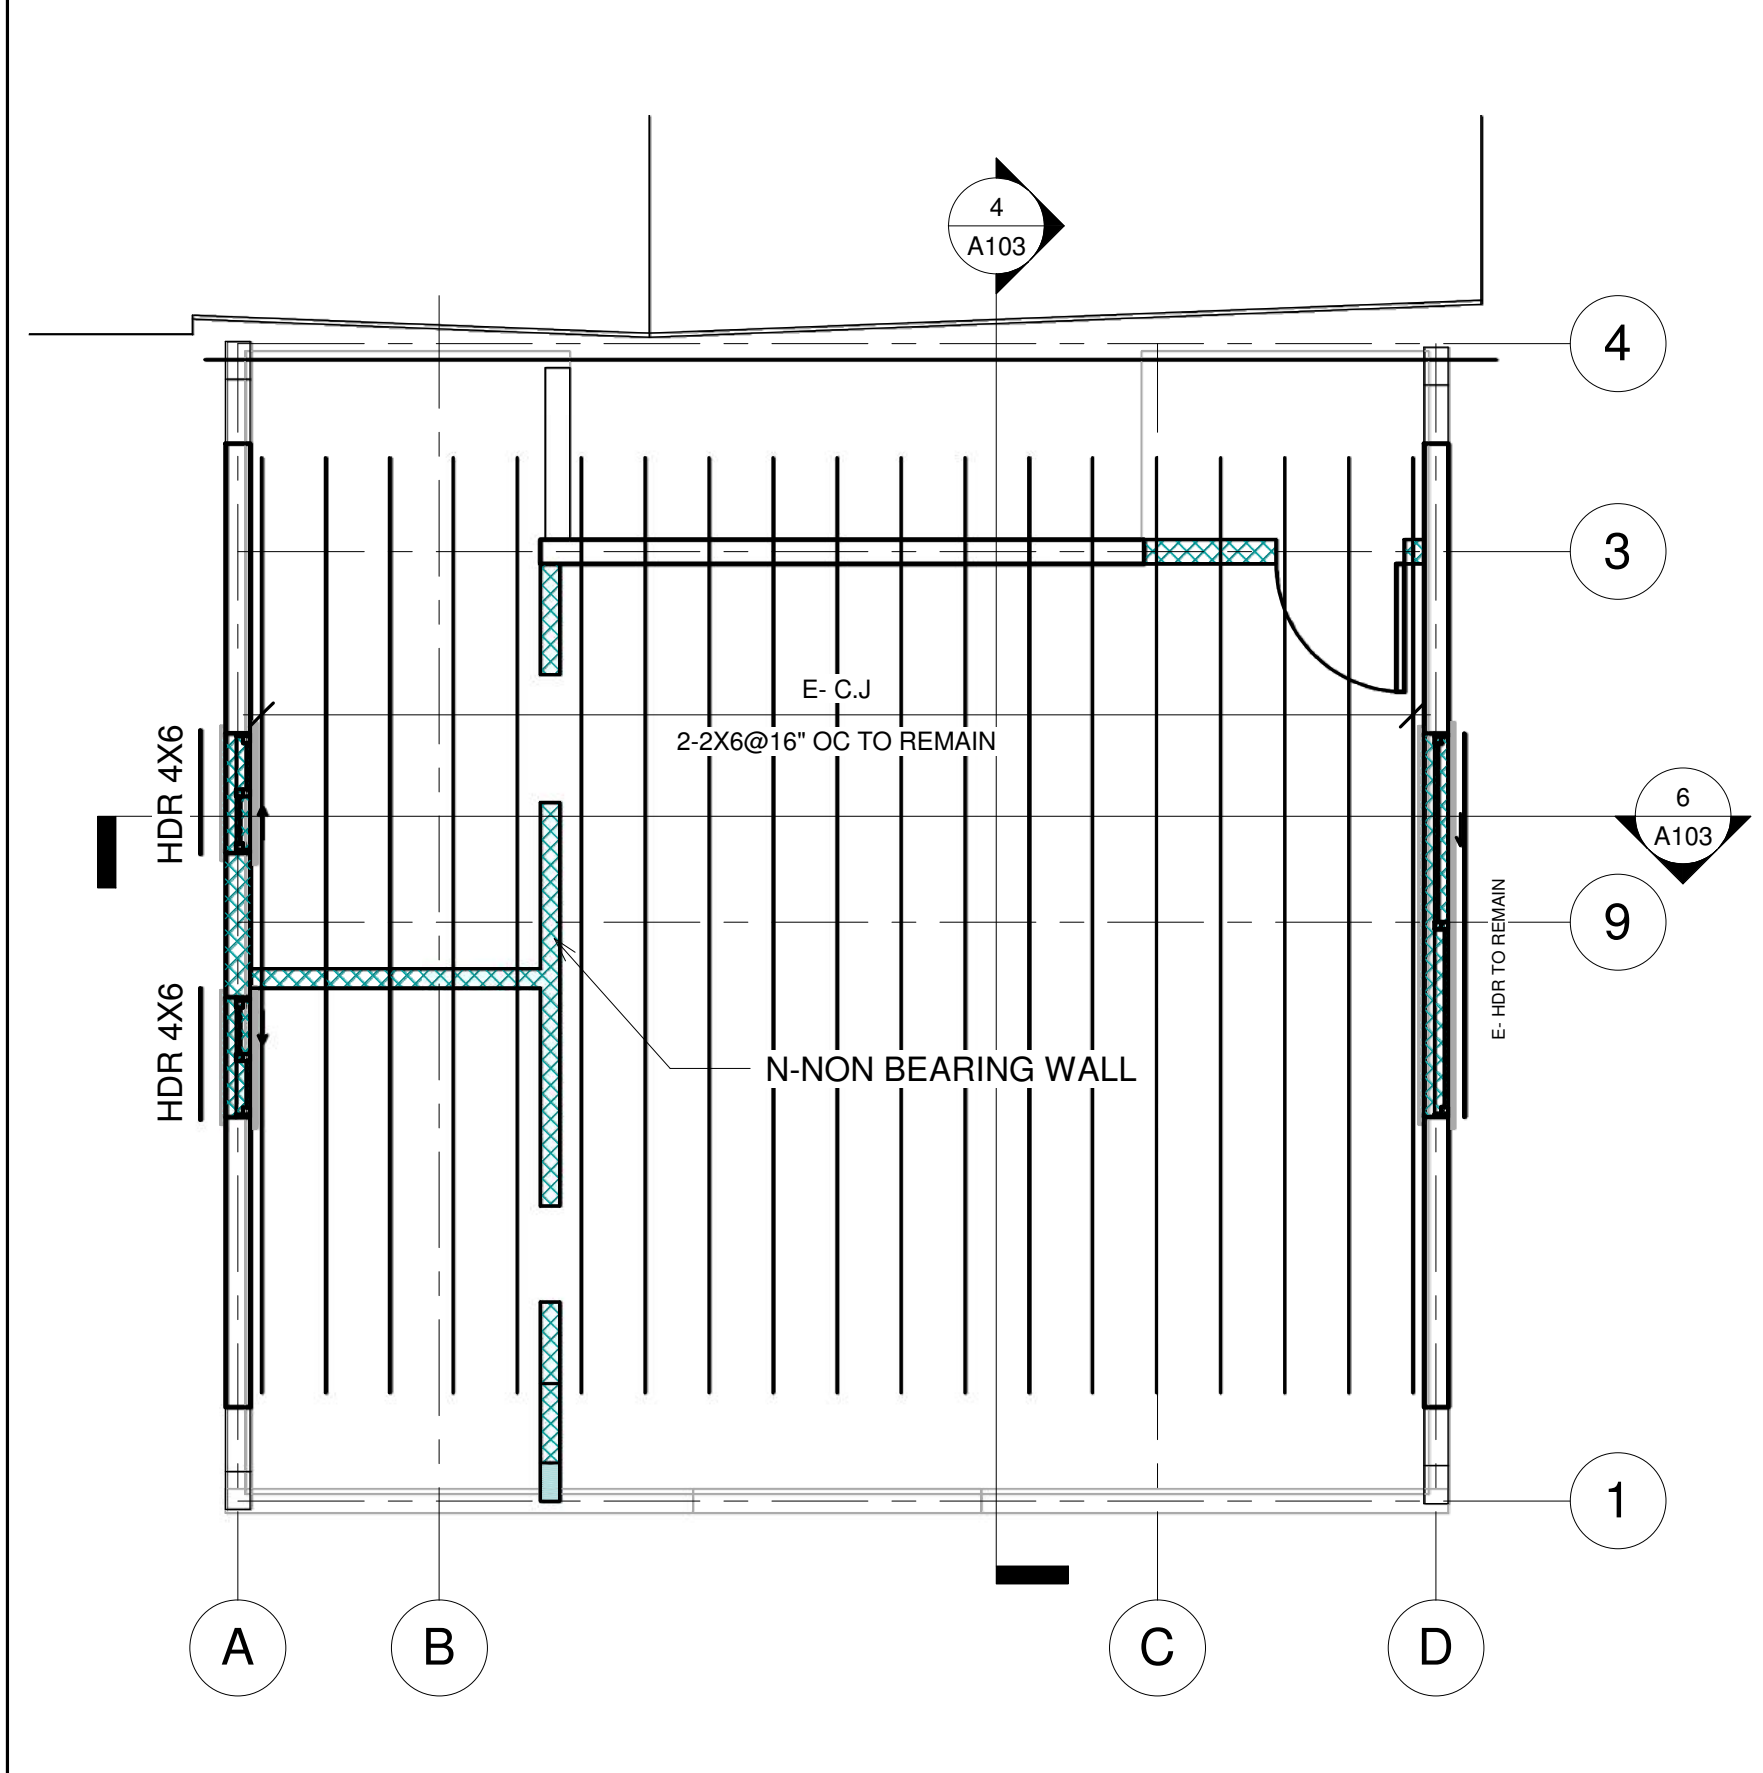 4
A103
4
3
E- C.J
2-2X6@16" OC TO REMAIN
HDR 4X6
6
A103
9
E- HDR TO REMAIN
HDR 4X6
N-NON BEARING WALL
1
A
B
C
D